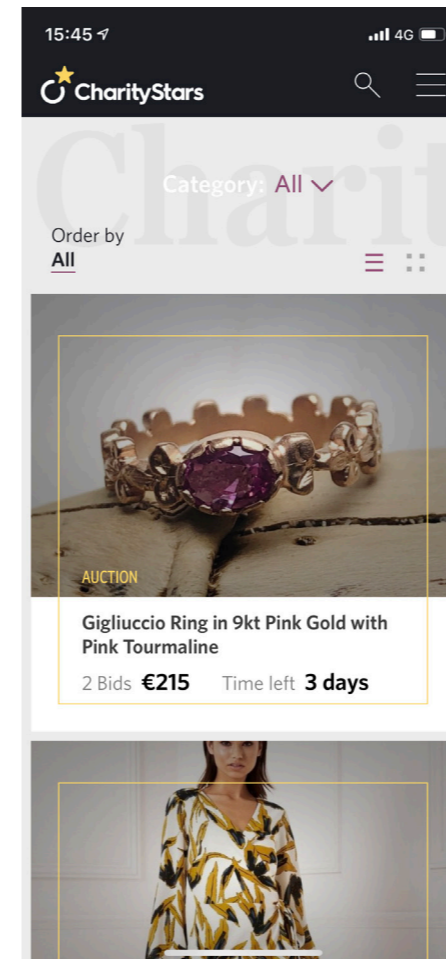 15:45
4G
CharityStars
Charit
Category: All
Order by
All
AUCTION
Gigliuccio Ring in 9kt Pink Gold with
Pink Tourmaline
2 Bids €215 Time left 3 days